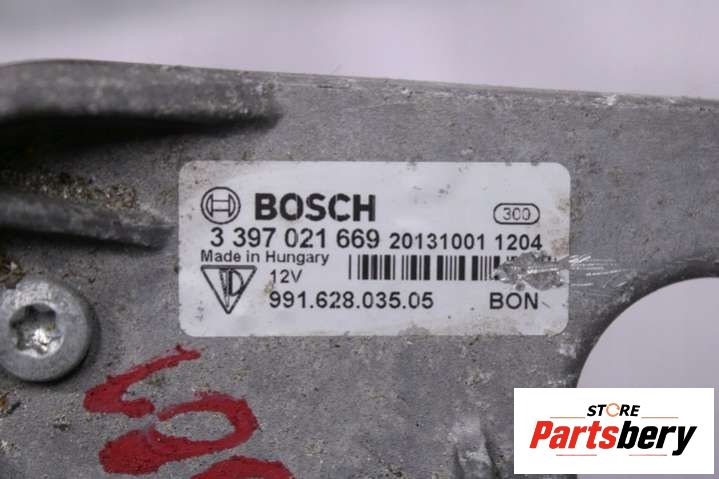 BOSCH
300
3 397 021 669 20131001 1204
Made in Hungary
12V
991.628.035.05 BON
STORE
Partsbery